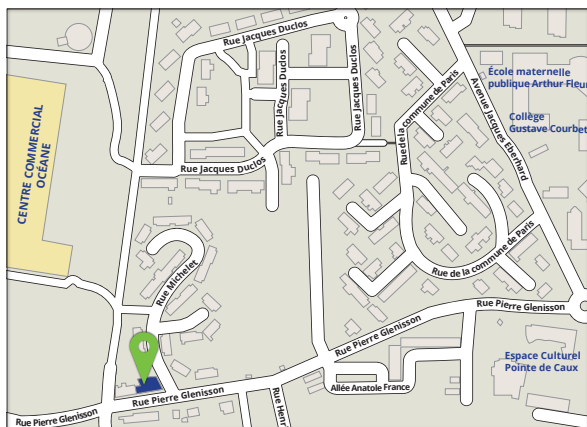 Rue Jacques Duclos
Rue Jacques Duclos
Rue Jacques Duclos
Rue Jacques Duclos
Rue de la commune de Paris
Avenue Jacques Eberhard
École maternelle
publique Arthur Fleur
Collège
Gustave Courbet
CENTRE COMMERCIAL
OCÉANE
Rue Michelet
Rue de la commune de Paris
Rue Pierre Glenisson
Rue Pierre Glenisson
Espace Culturel
Pointe de Caux
Allée Anatole France
Rue Pierre Glenisson
Rue Henr
Rue Pierre Glenisson